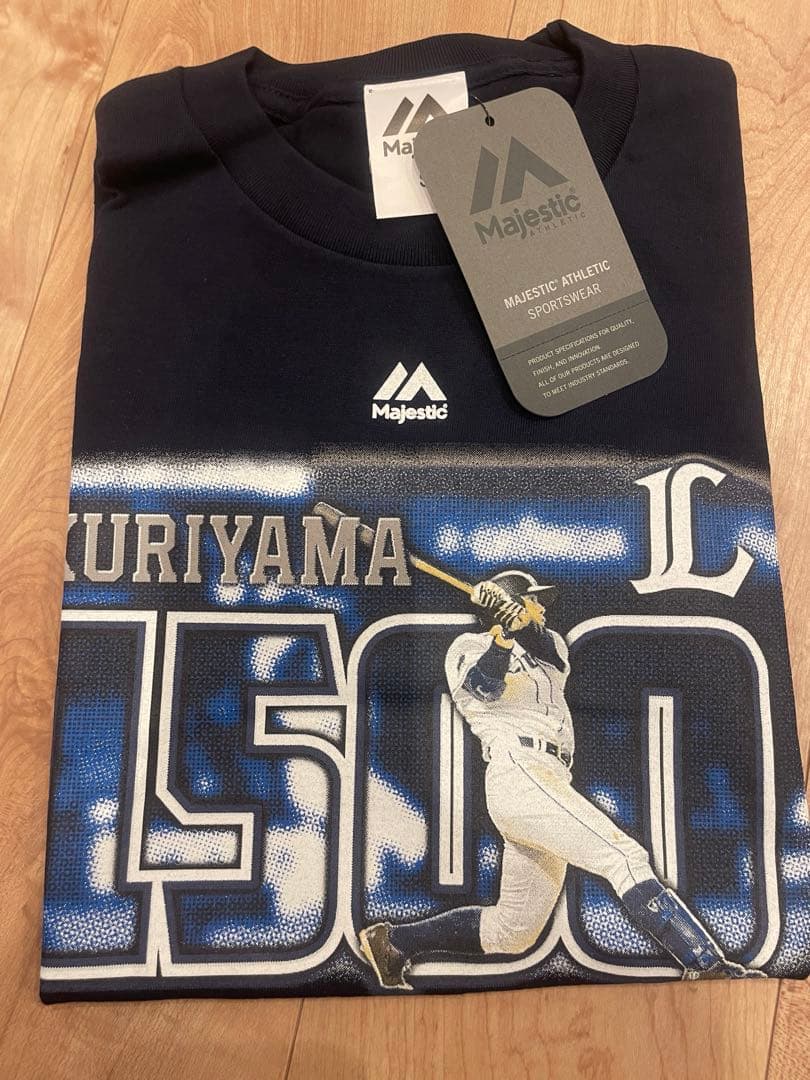 Majestic
ATHLETIC
MAJESTIC® ATHLETIC
SPORTSWEAR
PRODUCT SPECIFICATIONS FOR QUALITY,
FINISH, AND INNOVATION.
ALL OF OUR PRODUCTS ARE DESIGNED
TO MEET INDUSTRY STANDARDS.
Majestic
KURIYAMA
L
1500